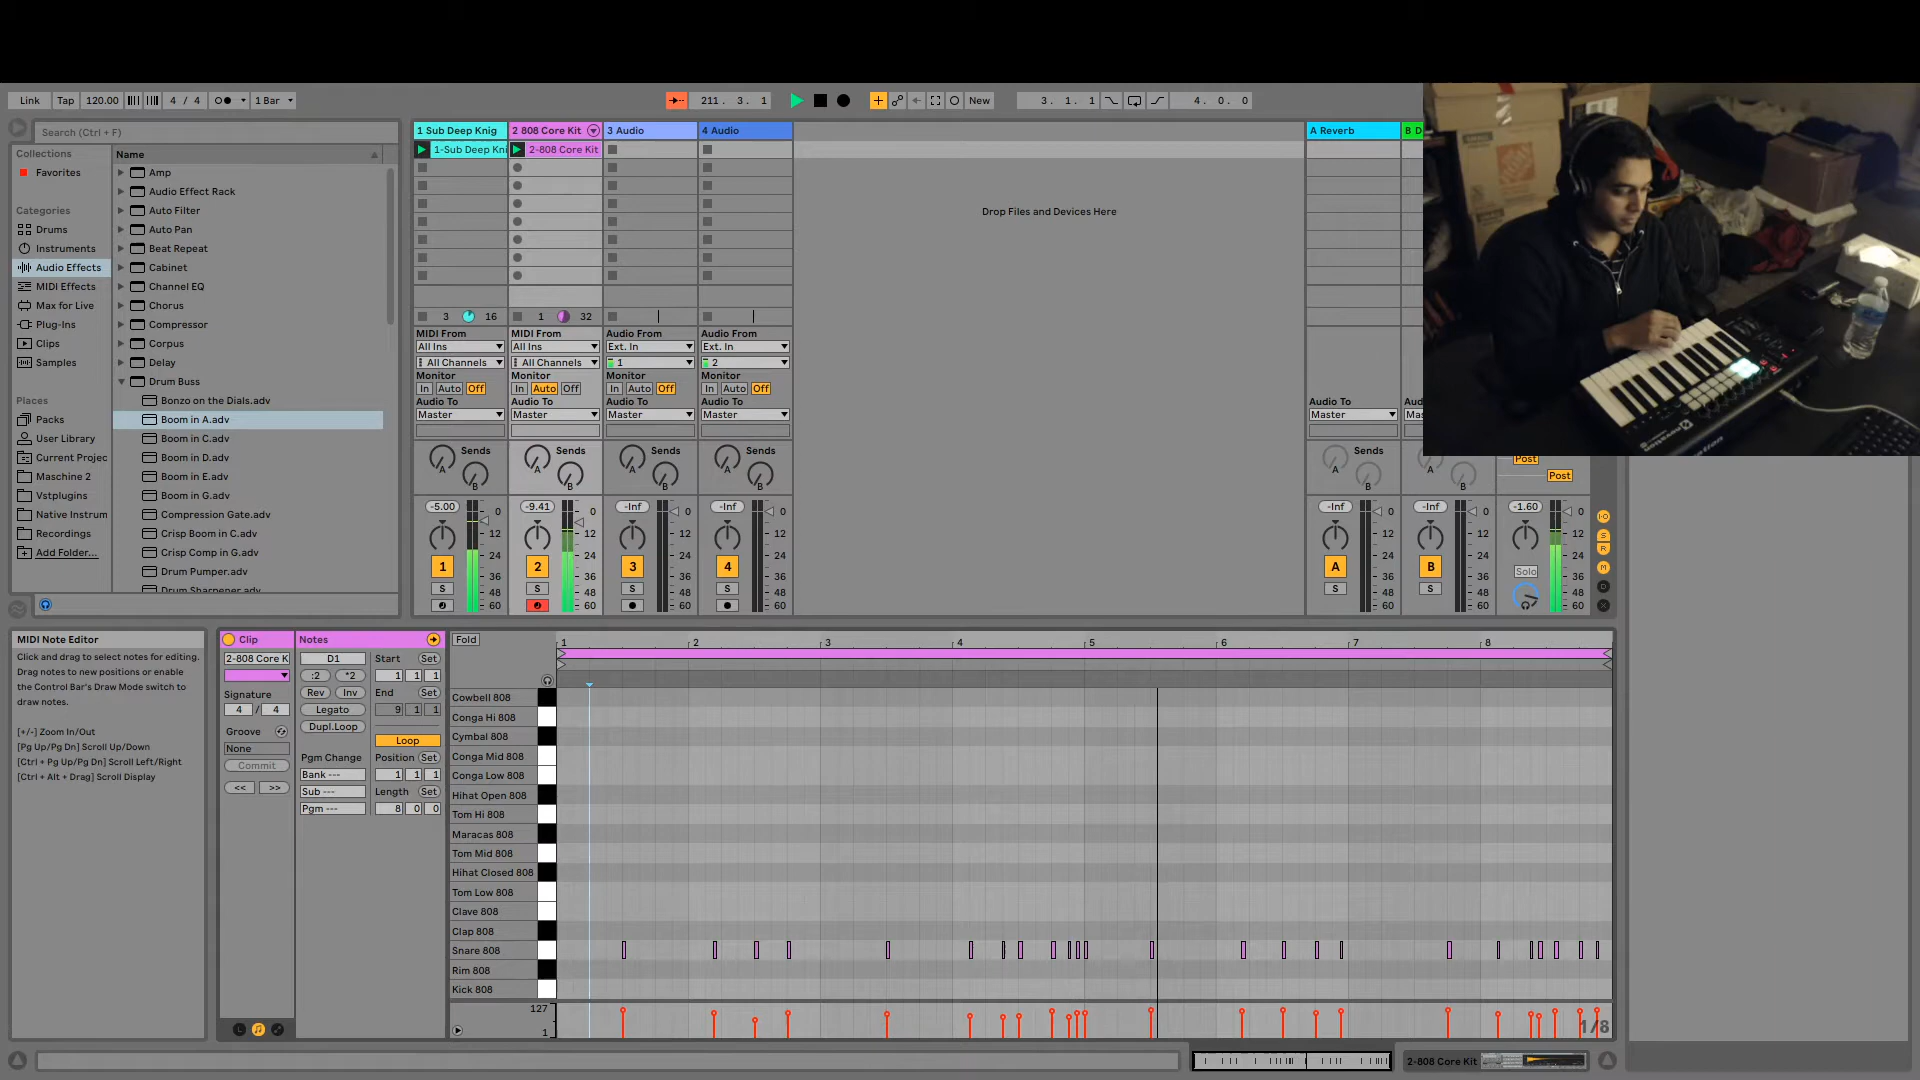 Link Tap 120.00 4 / 4 1 Bar 211. 3. 1 New 3. 1. 1 4. 0. 0
Search (Ctrl + F)
Collections
Favorites
Categories
Drums
Instruments
Audio Effects
MIDI Effects
Max for Live
Plug-Ins
Clips
Samples
Places
Packs
User Library
Current Projec
Maschine 2
Vstplugins
Native Instrum
Recordings
Add Folder...
Name
Amp
Audio Effect Rack
Auto Filter
Auto Pan
Beat Repeat
Cabinet
Channel EQ
Chorus
Compressor
Corpus
Delay
Drum Buss
Bonzo on the Dials.adv
Boom in A.adv
Boom in C.adv
Boom in D.adv
Boom in E.adv
Boom in G.adv
Compression Gate.adv
Crisp Boom in C.adv
Crisp Comp in G.adv
Drum Pumper.adv
Drum Sharpener.adv
1 Sub Deep Knig 2 808 Core Kit 3 Audio 4 Audio A Reverb B D
1-Sub Deep Kni 2-808 Core Kit
Drop Files and Devices Here
3 16 1 32
MIDI From MIDI From Audio From Audio From
All Ins All Ins Ext. In Ext. In
All Channels All Channels 1 2
Monitor Monitor Monitor Monitor
In Auto Off In Auto Off In Auto Off In Auto Off
Audio To Audio To Audio To Audio To Audio To Aud
Master Master Master Master Master Mas
Sends Sends Sends Sends Sends Sends
A A A A A A Post
B B B B B B Post
-5.00 -9.41 -Inf -Inf -Inf -Inf -1.60
0 0 0 0 0 0 0
12 12 12 12 12 12 12
24 24 24 24 24 24 24
1 2 3 4 A B Solo
36 36 36 36 36 36 36
S S S S S S
48 48 48 48 48 48 48
60 60 60 60 60 60 60
I-O
S
R
M
D
X
MIDI Note Editor
Click and drag to select notes for editing.
Drag notes to new positions or enable
the Control Bar's Draw Mode switch to
draw notes.
[+/-] Zoom In/Out
[Pg Up/Pg Dn] Scroll Up/Down
[Ctrl + Pg Up/Pg Dn] Scroll Left/Right
[Ctrl + Alt + Drag] Scroll Display
Clip
2-808 Core K
Signature
4 / 4
Groove
None
Commit
<< >>
Notes
D1 Start Set
:2 *2 1 1 1
Rev Inv End Set
Legato 9 1 1
Dupl.Loop
Loop
Pgm Change Position Set
Bank --- 1 1 1
Sub --- Length Set
Pgm --- 8 0 0
Fold 1 2 3 4 5 6 7 8
Cowbell 808
Conga Hi 808
Cymbal 808
Conga Mid 808
Conga Low 808
Hihat Open 808
Tom Hi 808
Maracas 808
Tom Mid 808
Hihat Closed 808
Tom Low 808
Clave 808
Clap 808
Snare 808
Rim 808
Kick 808
127
1
1/8
2-808 Core Kit